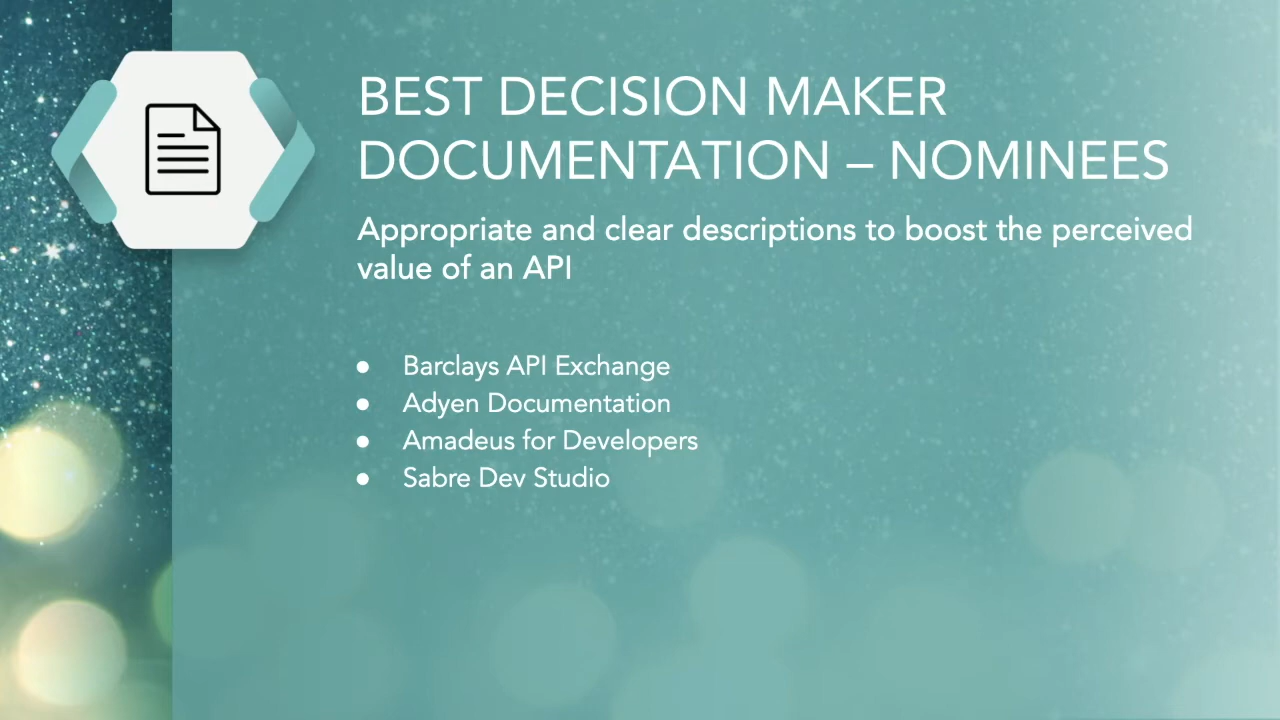 BEST DECISION MAKER
DOCUMENTATION – NOMINEES
Appropriate and clear descriptions to boost the perceived
value of an API
● Barclays API Exchange
● Adyen Documentation
● Amadeus for Developers
● Sabre Dev Studio